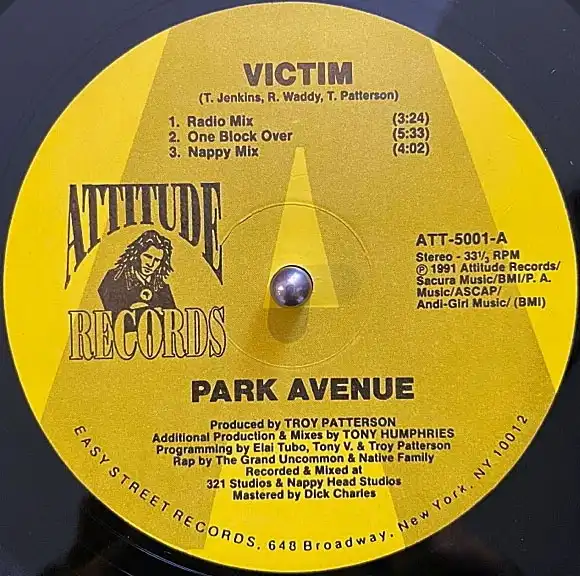 VICTIM
(T. Jenkins, R. Waddy, T. Patterson)
1. Radio Mix (3:24)
2. One Block Over (5:33)
3. Nappy Mix (4:02)
ATTITUDE
RECORDS
ATT-5001-A
Stereo - 33⅓ RPM
℗ 1991 Attitude Records/
Sacura Music/BMI/P. A.
Music/ASCAP/
Andi-Girl Music/ (BMI)
PARK AVENUE
Produced by TROY PATTERSON
Additional Production & Mixes by TONY HUMPHRIES
Programming by Elai Tubo, Tony V. & Troy Patterson
Rap by The Grand Uncommon & Native Family
Recorded & Mixed at
321 Studios & Nappy Head Studios
Mastered by Dick Charles
EASY STREET RECORDS, 648 Broadway, New York, NY 10012